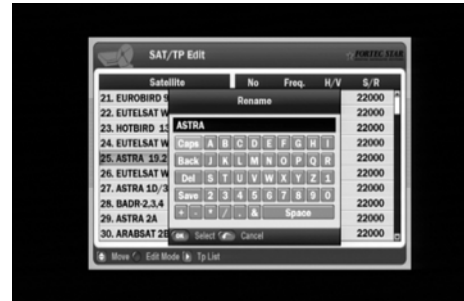 SAT/TP Edit
FORTEC STAR
Satellite No Freq. H/V S/R
Rename
21. EUROBIRD 9 22000
22. EUTELSAT W 22000
ASTRA
23. HOTBIRD 13 22000
Caps A B C D E F G H I
24. EUTELSAT W 22000
Back J K L M N O P Q R
25. ASTRA 19.2 22000
Del S T U V W X Y Z 1
26. EUTELSAT W 22000
Save 2 3 4 5 6 7 8 9 0
27. ASTRA 1D/3 22000
+ - * / . & Space
28. BADR-2,3,4 22000
29. ASTRA 2A 22000
OK Select Cancel
30. ARABSAT 2B 22000
Move Edit Mode Tp List